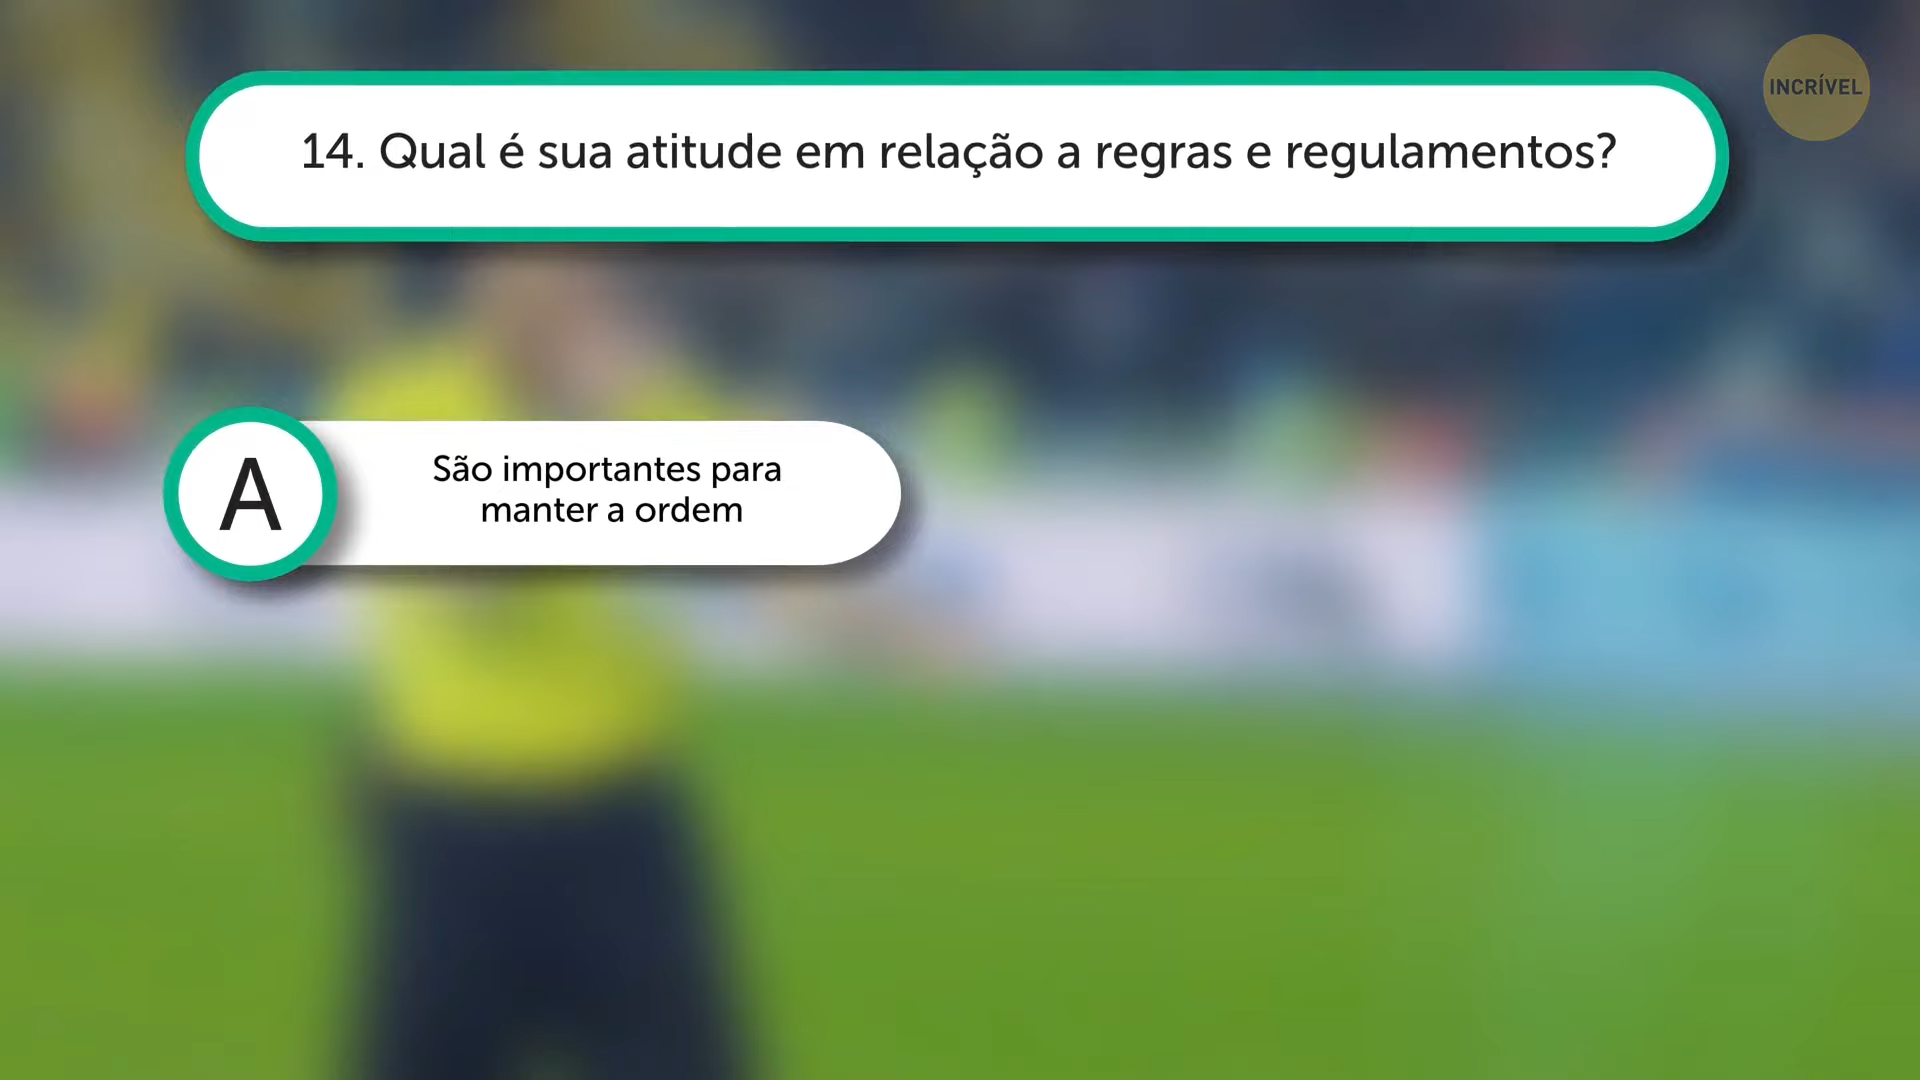 INCRÍVEL
14. Qual é sua atitude em relação a regras e regulamentos?
A
São importantes para
manter a ordem